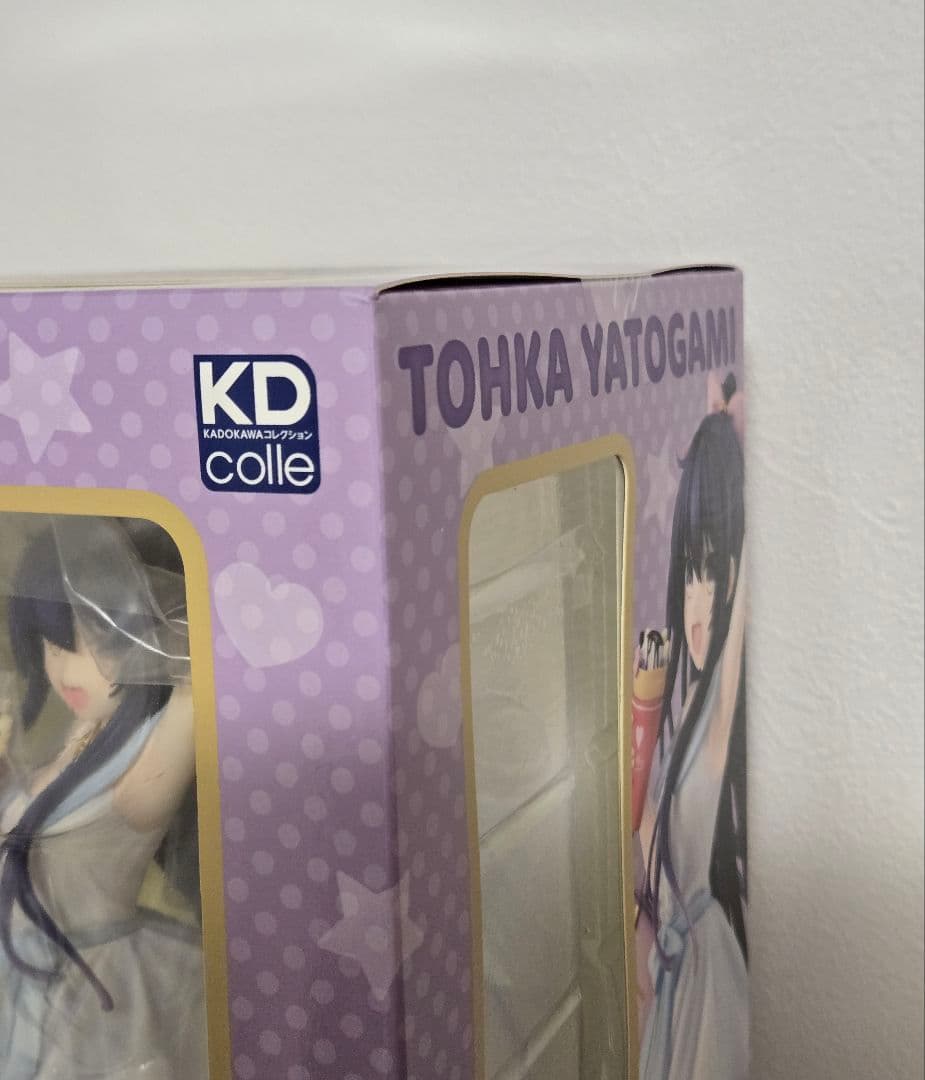 KD
KADOKAWAコレクション
colle
TOHKA YATOGAMI